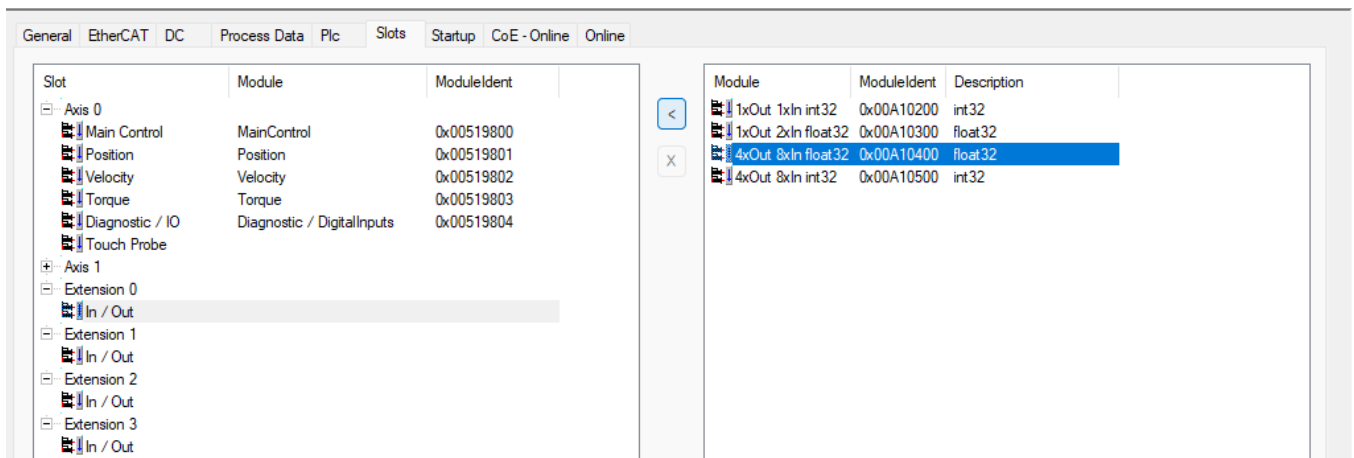 General EtherCAT DC Process Data Plc Slots Startup CoE - Online Online
Slot Module ModuleIdent
Axis 0
Main Control MainControl 0x00519800
Position Position 0x00519801
Velocity Velocity 0x00519802
Torque Torque 0x00519803
Diagnostic / IO Diagnostic / DigitalInputs 0x00519804
Touch Probe
Axis 1
Extension 0
In / Out
Extension 1
In / Out
Extension 2
In / Out
Extension 3
In / Out
<
X
Module ModuleIdent Description
1xOut 1xIn int32 0x00A10200 int32
1xOut 2xIn float32 0x00A10300 float32
4xOut 8xIn float32 0x00A10400 float32
4xOut 8xIn int32 0x00A10500 int32